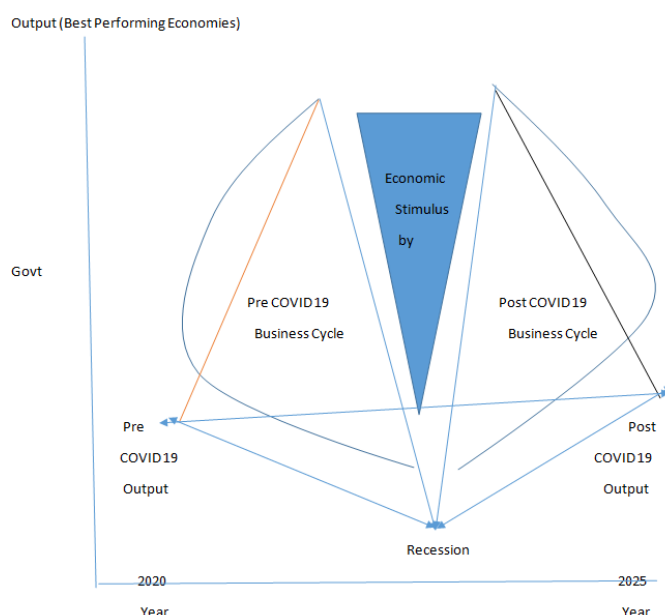 Output (Best Performing Economies)
Economic
Stimulus
by
Govt
Pre COVID19
Business Cycle
Post COVID19
Business Cycle
Pre
COVID19
Output
Post
COVID19
Output
Recession
2020
Year
2025
Year